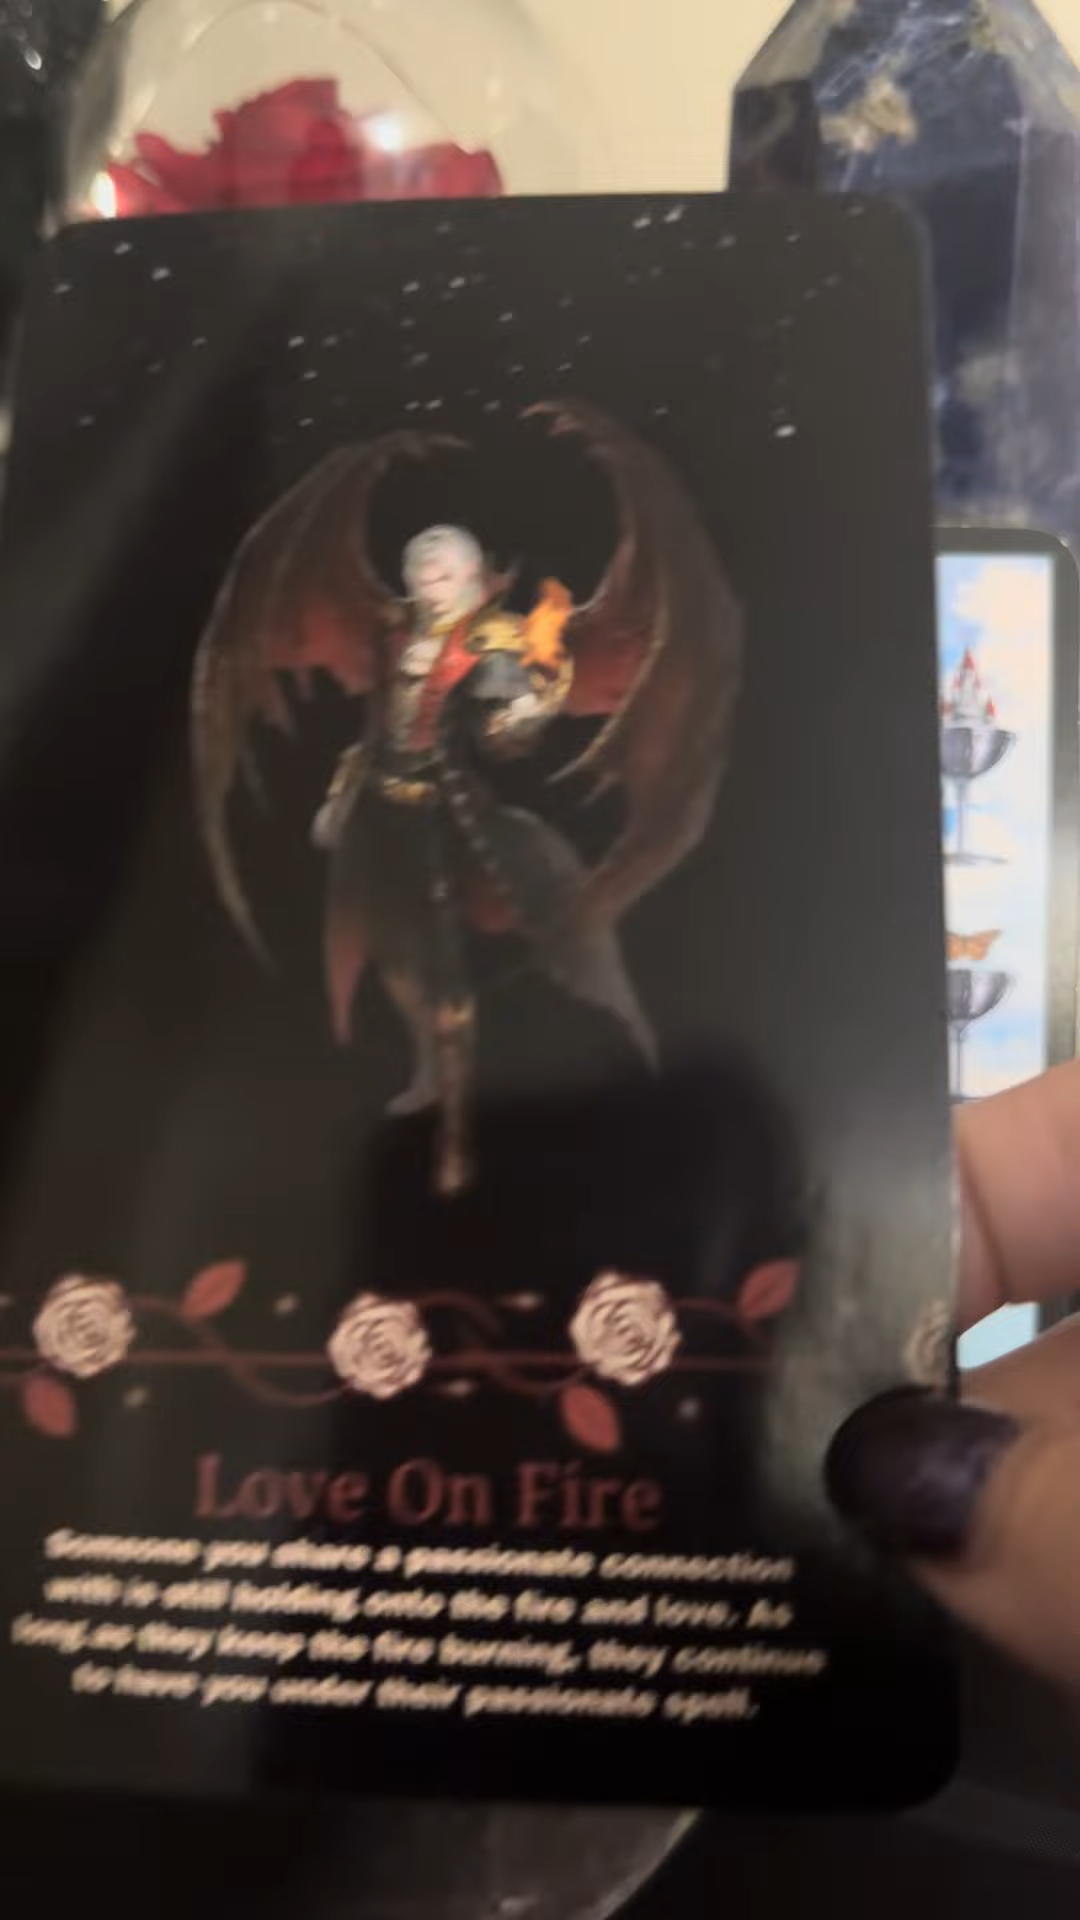 Love On Fire
Someone you share a passionate connection
with is still holding onto the fire and love. As
long as they keep the fire burning, they continue
to have you under their passionate spell.